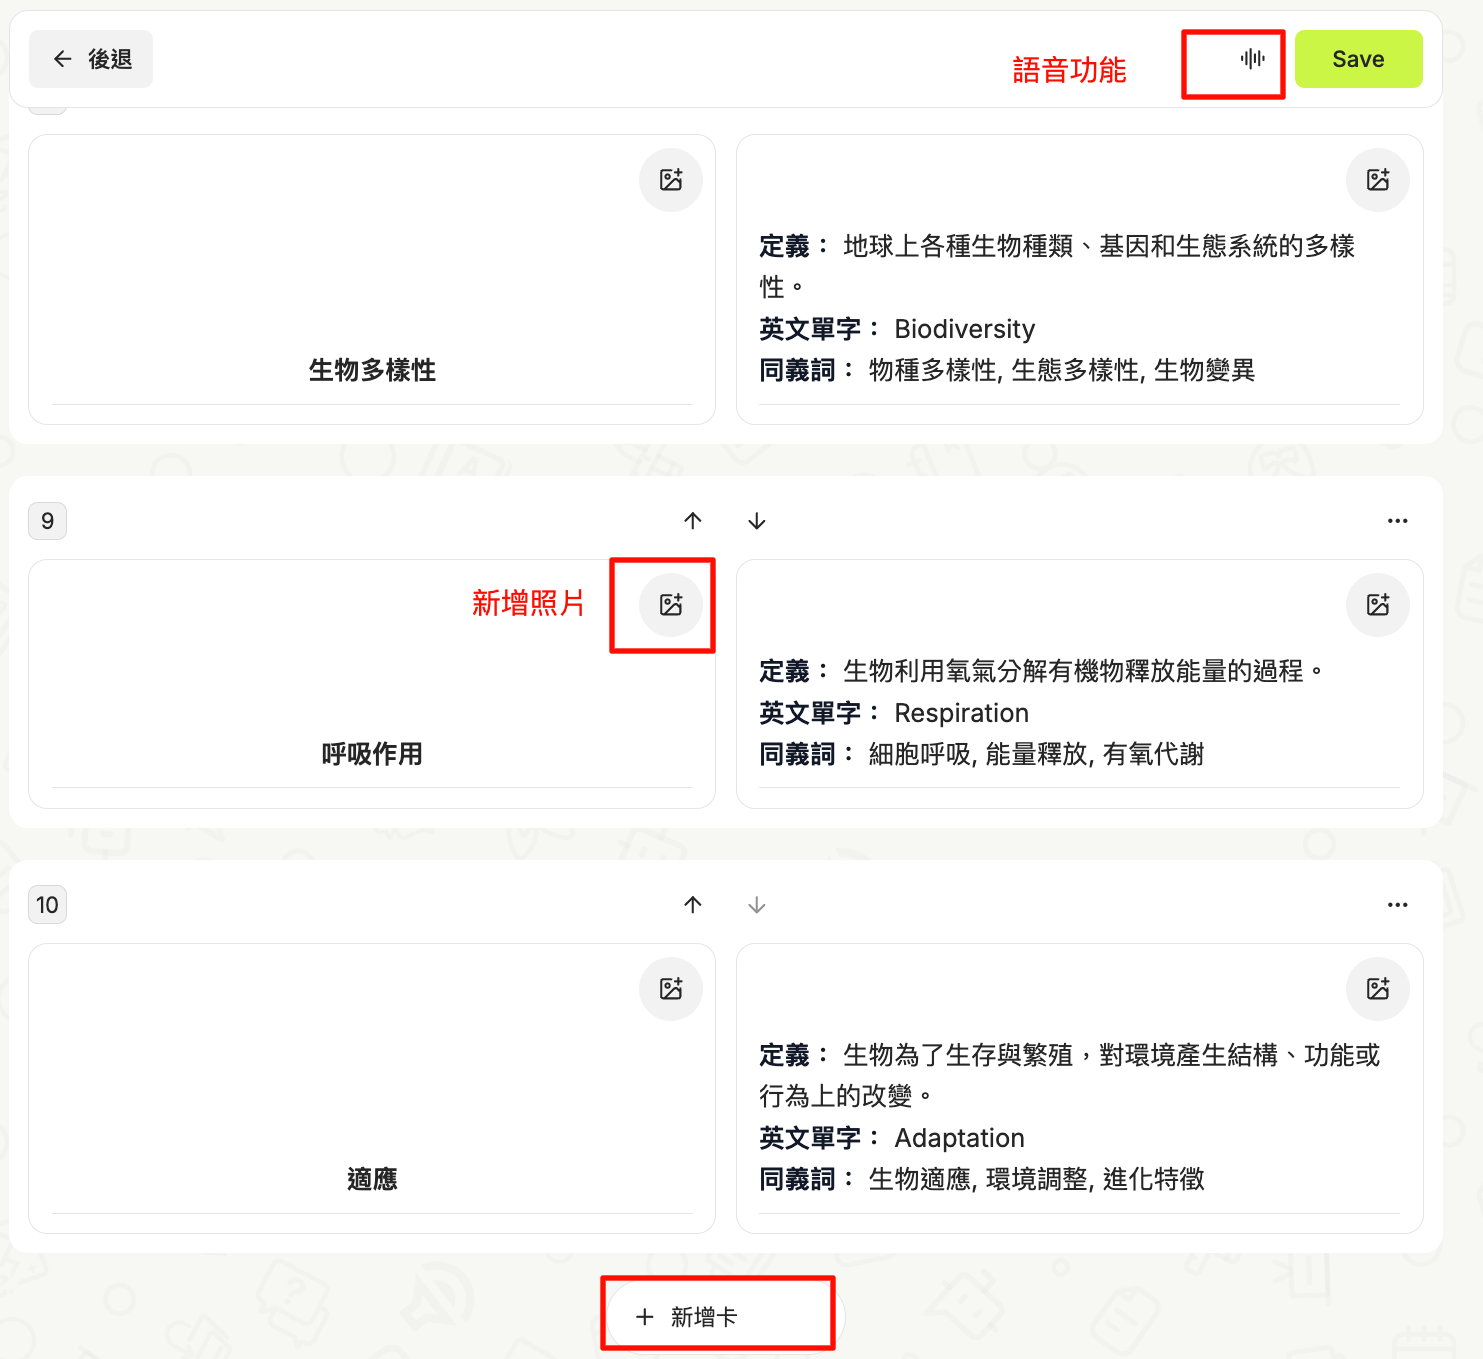 後退
語音功能
Save
生物多樣性
定義： 地球上各種生物種類、基因和生態系統的多樣
性。
英文單字： Biodiversity
同義詞： 物種多樣性, 生態多樣性, 生物變異
9
新增照片
呼吸作用
定義： 生物利用氧氣分解有機物釋放能量的過程。
英文單字： Respiration
同義詞： 細胞呼吸, 能量釋放, 有氧代謝
10
適應
定義： 生物為了生存與繁殖，對環境產生結構、功能或
行為上的改變。
英文單字： Adaptation
同義詞： 生物適應, 環境調整, 進化特徵
+ 新增卡